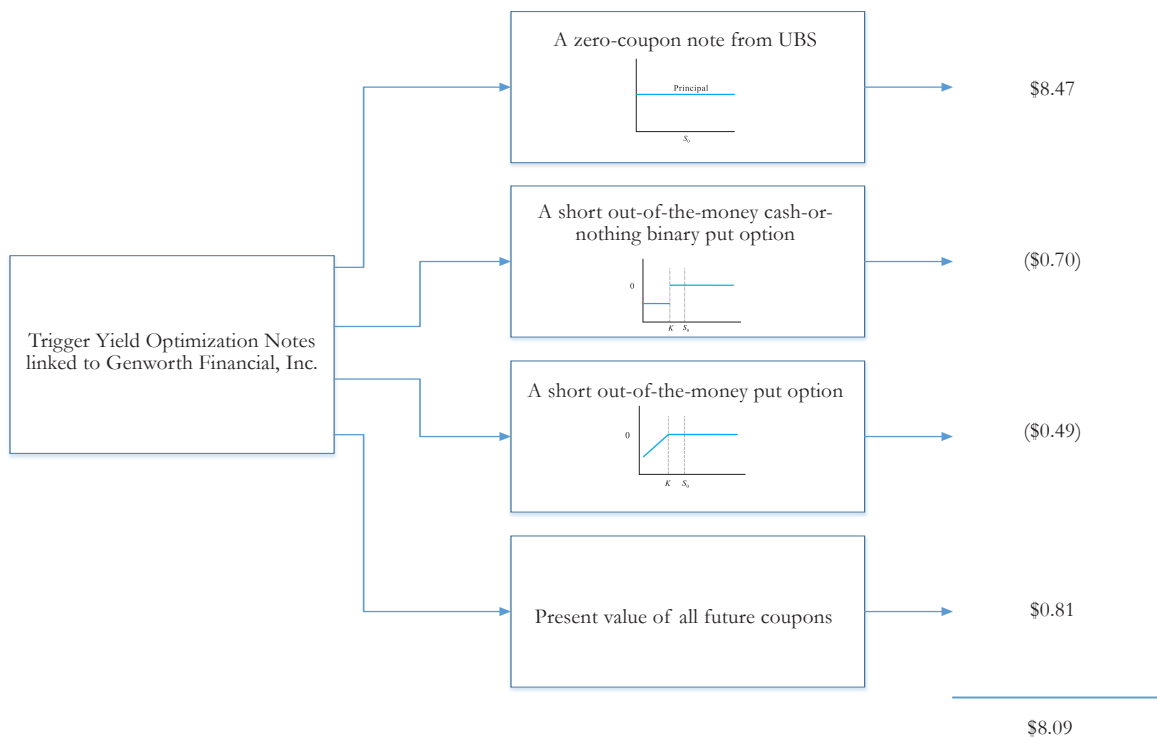 A zero-coupon note from UBS
Principal
S₀
$8.47
A short out-of-the-money cash-or-
nothing binary put option
0
K
S₀
($0.70)
Trigger Yield Optimization Notes
linked to Genworth Financial, Inc.
A short out-of-the-money put option
0
K
S₀
($0.49)
Present value of all future coupons
$0.81
$8.09